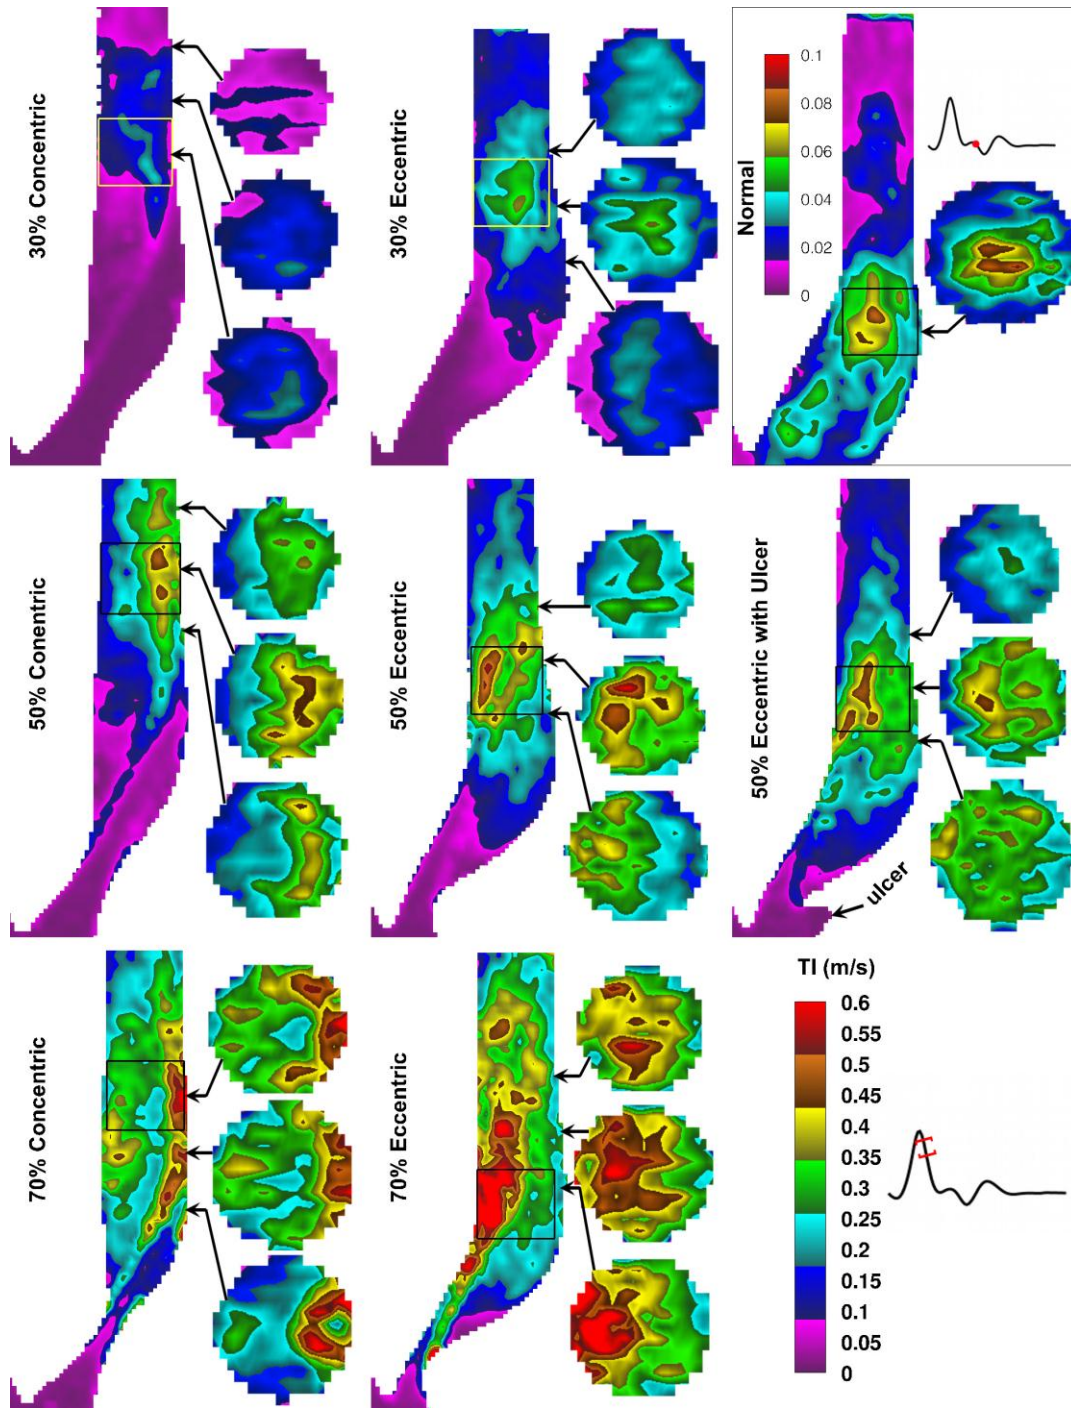 30% Concentric
30% Eccentric
Normal
0.1
0.08
0.06
0.04
0.02
0
50% Conentric
50% Eccentric
50% Eccentric with Ulcer
ulcer
70% Concentric
70% Eccentric
TI (m/s)
0.6
0.55
0.5
0.45
0.4
0.35
0.3
0.25
0.2
0.15
0.1
0.05
0